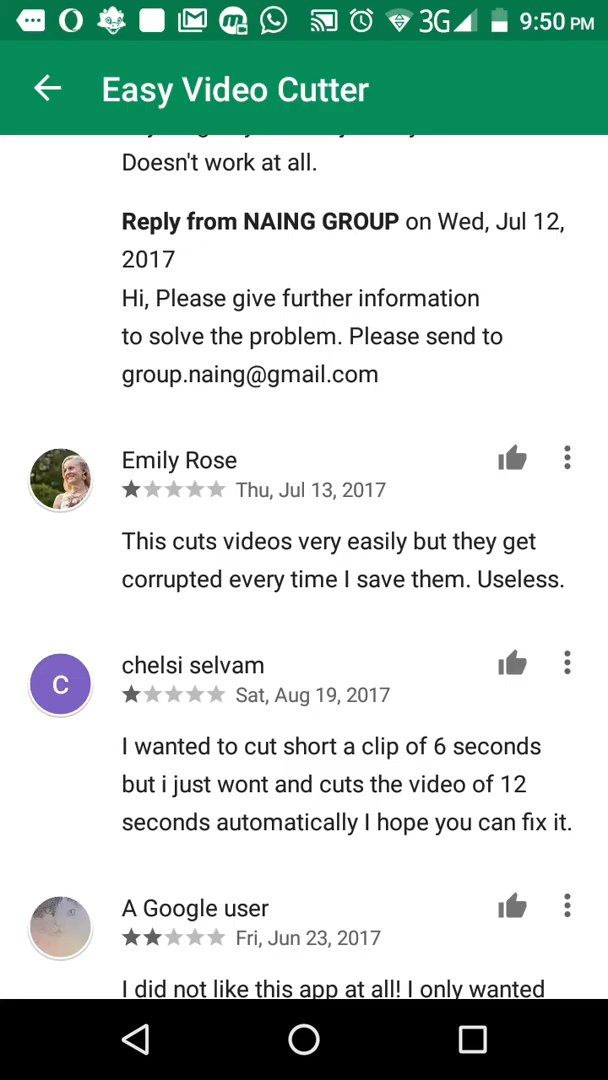 3G 9:50 PM
Easy Video Cutter
Doesn't work at all.
Reply from NAING GROUP on Wed, Jul 12,
2017
Hi, Please give further information
to solve the problem. Please send to
group.naing@gmail.com
Emily Rose
Thu, Jul 13, 2017
This cuts videos very easily but they get
corrupted every time I save them. Useless.
C
chelsi selvam
Sat, Aug 19, 2017
I wanted to cut short a clip of 6 seconds
but i just wont and cuts the video of 12
seconds automatically I hope you can fix it.
A Google user
Fri, Jun 23, 2017
I did not like this app at all! I only wanted